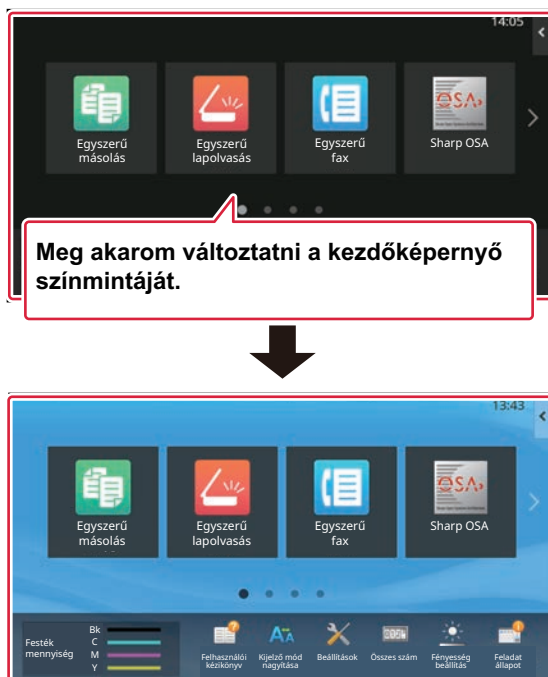 14:05
Egyszerű
másolás
Egyszerű
lapolvasás
Egyszerű
fax
OSA
Sharp OSA
Meg akarom változtatni a kezdőképernyő
színmintáját.
13:43
Egyszerű
másolás
Egyszerű
lapolvasás
Egyszerű
fax
OSA
Sharp OSA
Festék
mennyiség
Bk
C
M
Y
Felhasználói
kézikönyv
Kijelző mód
nagyítása
Beállítások
Összes szám
Fényesség
beállítás
Feladat
állapot